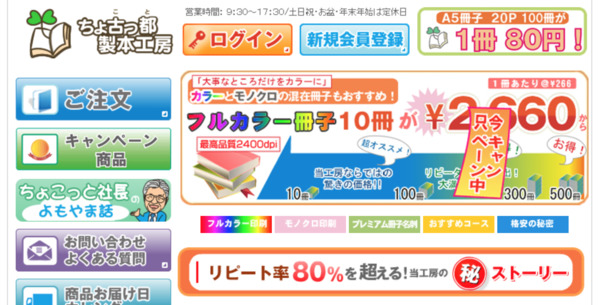 ちょ古っ都
こと
製本工房
営業時間: 9:30～17:30/土日祝・お盆・年末年始は定休日
ログイン
新規会員登録
A5冊子 20P 100冊が
1冊 80円!
ご注文
キャンペーン
商品
ちょこっと社長の
よもやま話
お問い合わせ
よくある質問
商品お届け日
「大事なところだけをカラーに」
カラーとモノクロの混在冊子もおすすめ!
1冊あたり@¥266
フルカラー冊子10冊が ¥2,660から
最高品質2400dpi
超オススメ!
お得!
今キャン
ペーン中
只
当工房ならではの
驚きの価格!!
リピータ
大
10冊
100冊
300冊
500冊
フルカラー印刷
モノクロ印刷
プレミアム冊子名刺
おすすめコース
格安の秘密
リピート率80%を超える!当工房の㊙ストーリー